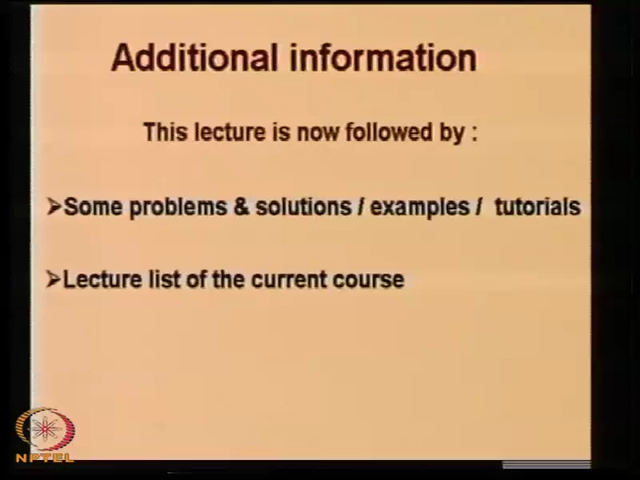 Additional information
This lecture is now followed by :
➢Some problems & solutions / examples / tutorials
➢Lecture list of the current course
NPTEL